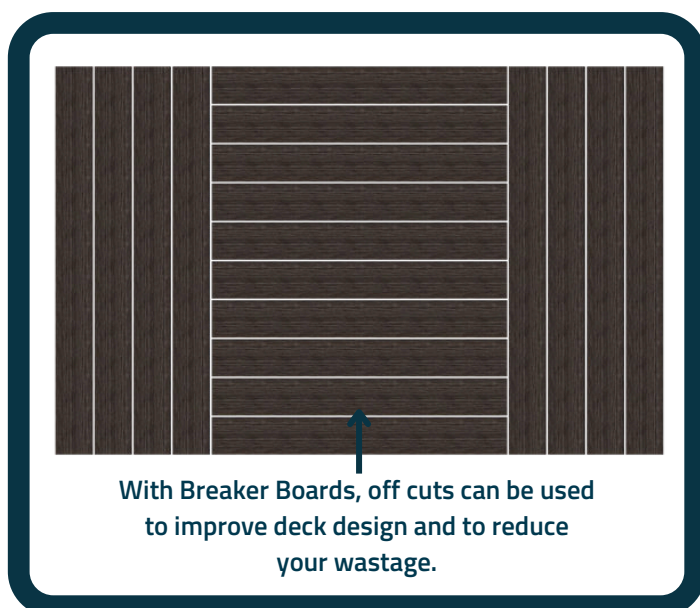 With Breaker Boards, off cuts can be used
to improve deck design and to reduce
your wastage.